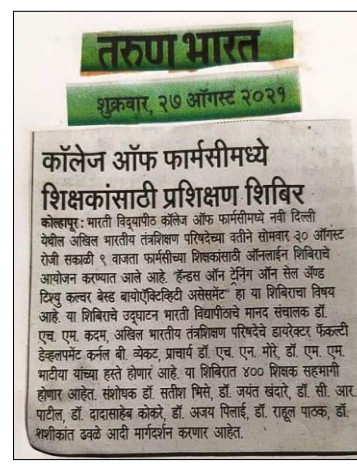 तरुण भारत
शुक्रवार, २७ ऑगस्ट २०२१
कॉलेज ऑफ फार्मसीमध्ये
शिक्षकांसाठी प्रशिक्षण शिबिर
कोल्हापूर : भारती विद्यापीठ कॉलेज ऑफ फार्मसीमध्ये नवी दिल्ली
येथील अखिल भारतीय तंत्रशिक्षण परिषदेच्या वतीने सोमवार ३० ऑगस्ट
रोजी सकाळी ९ वाजता फार्मसीच्या शिक्षकांसाठी ऑनलाईन शिबिराचे
आयोजन करण्यात आले आहे. 'हॅन्डस ऑन ट्रेनिंग ऑन सेल अॅण्ड
टिश्यु कल्चर बेस्ड बायोऍक्टिव्हिटी असेसमेंट' हा या शिबिराचा विषय
आहे. या शिबिराचे उद्घाटन भारती विद्यापीठाचे मानद संचालक डॉ.
एच. एम. कदम, अखिल भारतीय तंत्रशिक्षण परिषदेचे डायरेक्टर फॅकल्टी
डेव्हलपमेंट कर्नल बी. व्यंकट, प्राचार्य डॉ. एच. एन. मोरे, डॉ. एम. एम.
भाटीया यांच्या हस्ते होणार आहे. या शिबिरात ४०० शिक्षक सहभागी
होणार आहेत. संशोधक डॉ. सतीश भिसे, डॉ. जयंत खंदारे, डॉ. सी. आर.
पाटील, डॉ. दादासाहेब कोकरे, डॉ. अजय पिलाई, डॉ. राहूल पाठक, डॉ.
शशीकांत ढवळे आदी मार्गदर्शन करणार आहेत.